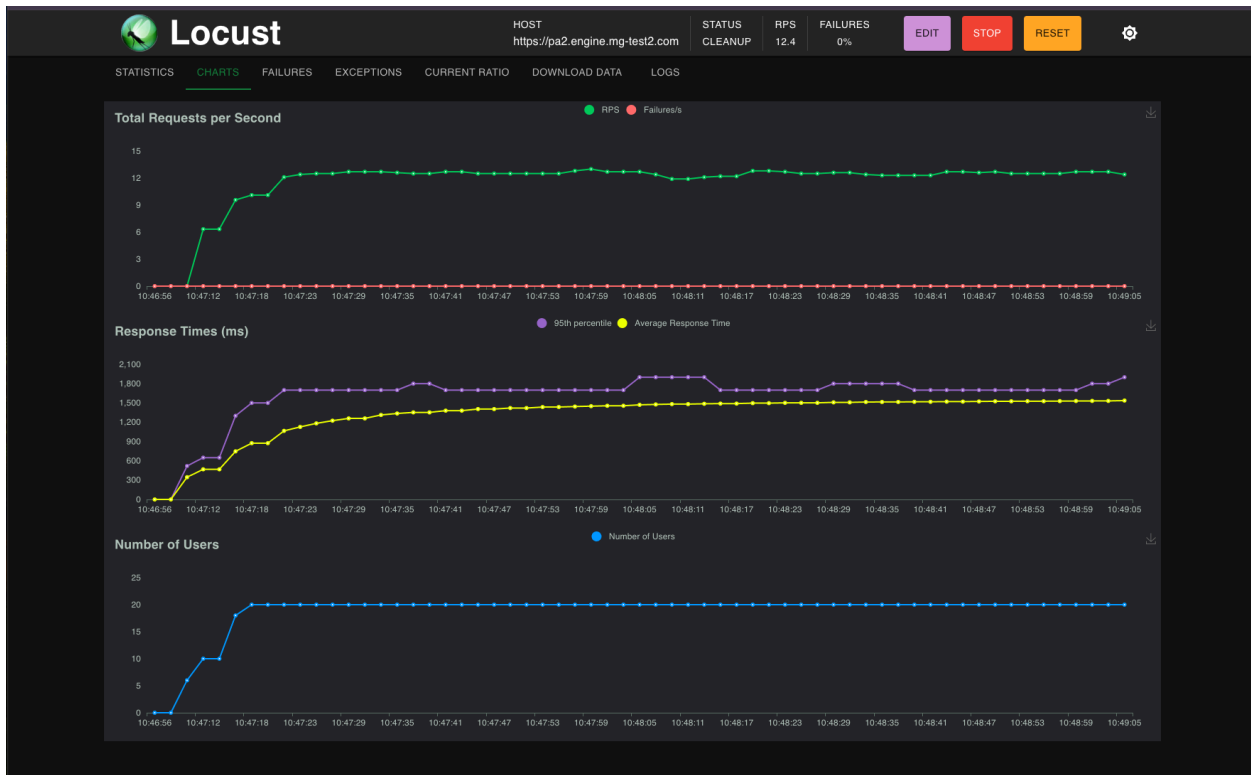 Locust
HOST
https://pa2.engine.mg-test2.com
STATUS
CLEANUP
RPS
12.4
FAILURES
0%
EDIT
STOP
RESET
STATISTICS CHARTS FAILURES EXCEPTIONS CURRENT RATIO DOWNLOAD DATA LOGS
Total Requests per Second
RPS Failures/s
15
12
9
6
3
0
10:46:56 10:47:12 10:47:18 10:47:23 10:47:29 10:47:35 10:47:41 10:47:47 10:47:53 10:47:59 10:48:05 10:48:11 10:48:17 10:48:23 10:48:29 10:48:35 10:48:41 10:48:47 10:48:53 10:48:59 10:49:05
Response Times (ms)
95th percentile Average Response Time
2,100
1,800
1,500
1,200
900
600
300
0
10:46:56 10:47:12 10:47:18 10:47:23 10:47:29 10:47:35 10:47:41 10:47:47 10:47:53 10:47:59 10:48:05 10:48:11 10:48:17 10:48:23 10:48:29 10:48:35 10:48:41 10:48:47 10:48:53 10:48:59 10:49:05
Number of Users
Number of Users
25
20
15
10
5
0
10:46:56 10:47:12 10:47:18 10:47:23 10:47:29 10:47:35 10:47:41 10:47:47 10:47:53 10:47:59 10:48:05 10:48:11 10:48:17 10:48:23 10:48:29 10:48:35 10:48:41 10:48:47 10:48:53 10:48:59 10:49:05